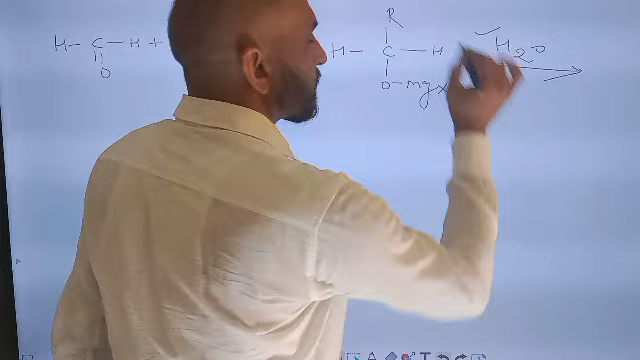 R
H - C - H +
H - C - H
H2O
O
O - mgx